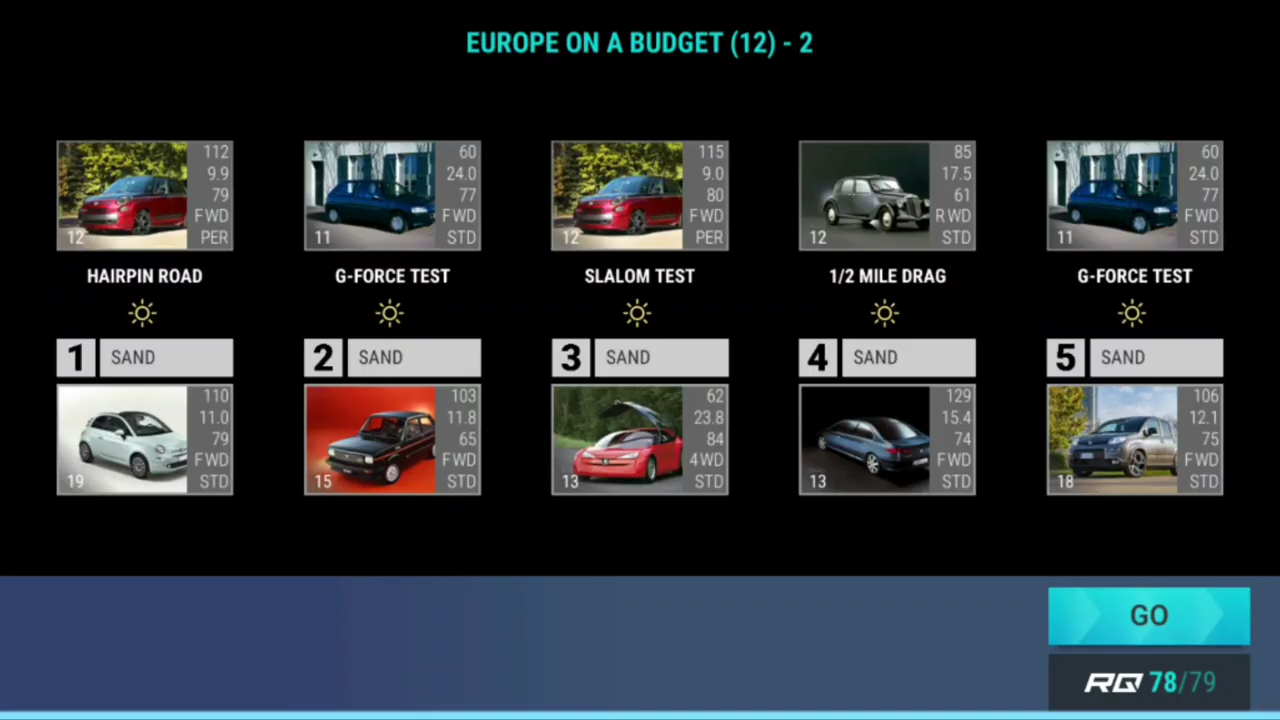 EUROPE ON A BUDGET (12) - 2
112
9.9
79
FWD
12
PER
HAIRPIN ROAD
60
24.0
77
FWD
11
STD
G-FORCE TEST
115
9.0
80
FWD
12
PER
SLALOM TEST
85
17.5
61
RWD
12
STD
1/2 MILE DRAG
60
24.0
77
FWD
11
STD
G-FORCE TEST
1 SAND
2 SAND
3 SAND
4 SAND
5 SAND
110
11.0
79
FWD
19
STD
103
11.8
65
FWD
15
STD
62
23.8
84
4WD
13
STD
129
15.4
74
FWD
13
STD
106
12.1
75
FWD
18
STD
GO
RQ 78/79